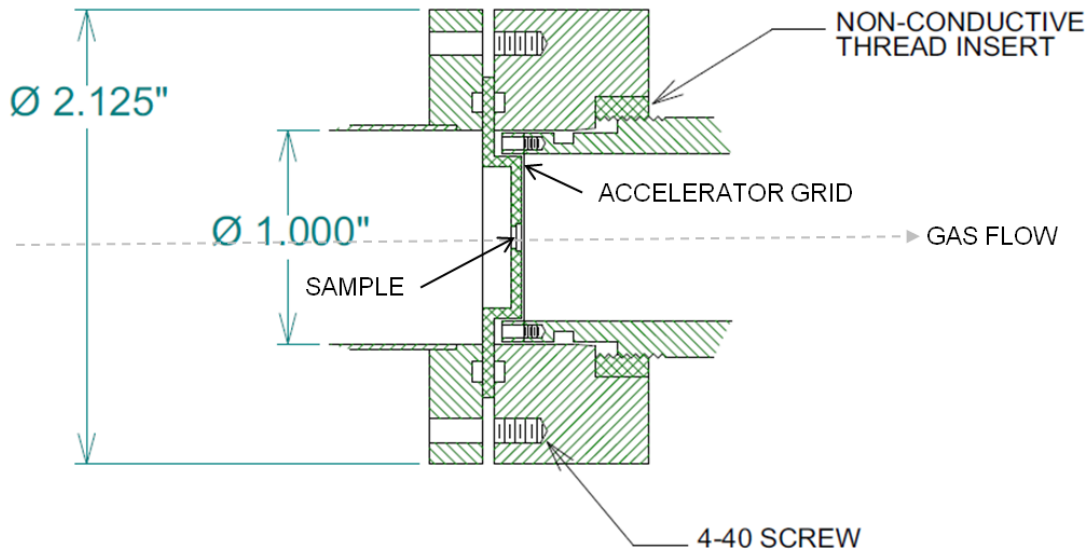 NON-CONDUCTIVE
THREAD INSERT
Ø 2.125"
ACCELERATOR GRID
Ø 1.000"
GAS FLOW
SAMPLE
4-40 SCREW